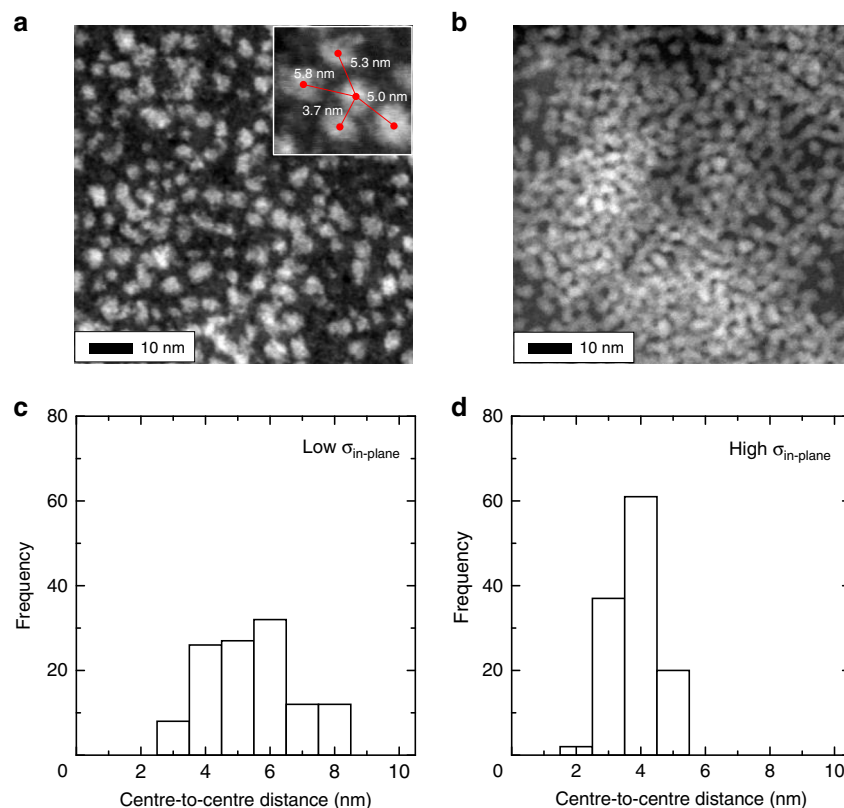 a
b
5.3 nm
5.8 nm
5.0 nm
3.7 nm
10 nm
10 nm
c
d
80
60
40
20
0
2
4
6
8
10
Frequency
Low σin-plane
Centre-to-centre distance (nm)
80
60
40
20
0
2
4
6
8
10
Frequency
High σin-plane
Centre-to-centre distance (nm)